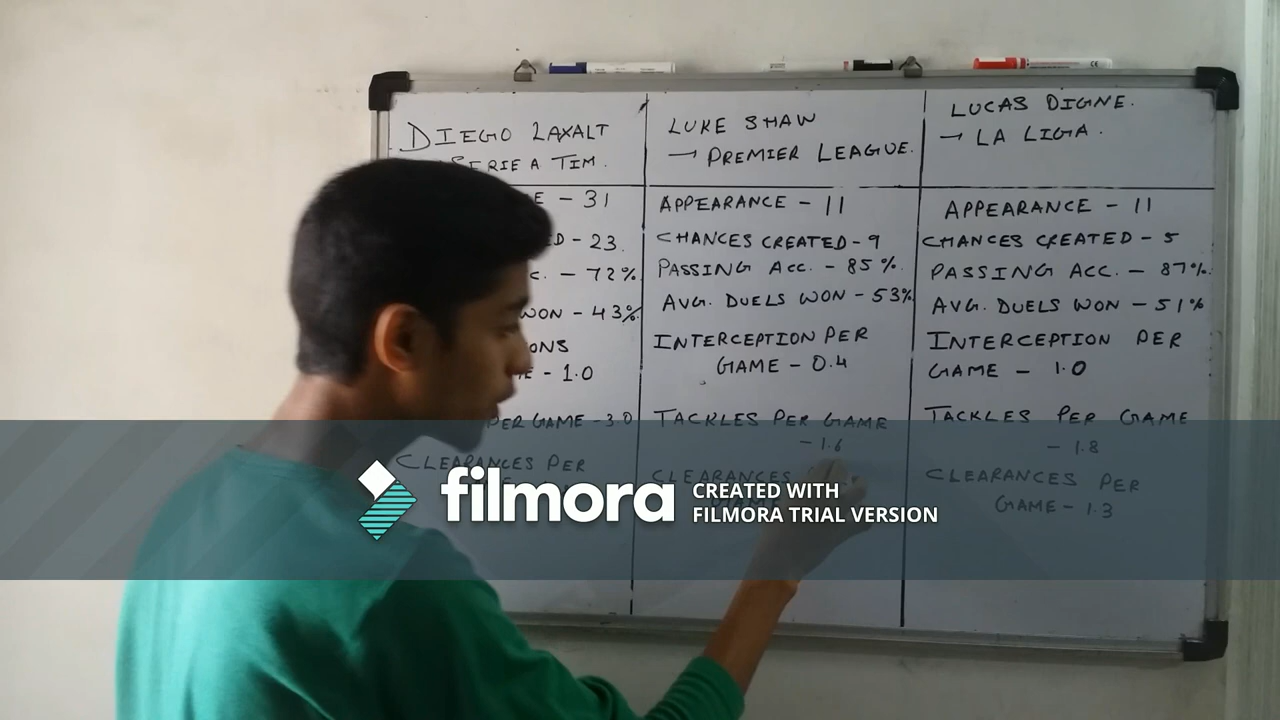 DIEGO LAXALT
SERIE A TIM.
E - 31
ED - 23.
C. - 72%
WON - 43%
ONS
- 1.0
PER GAME - 3.0
CLEARANCES PER
LUKE SHAW
→ PREMIER LEAGUE.
APPEARANCE - 11
CHANCES CREATED - 9
PASSING ACC. - 85%.
AVG. DUELS WON - 53%
INTERCEPTION PER
GAME - 0.4
TACKLES PER GAME
- 1.6
CLEARANCES
LUCAS DIGNE.
→ LA LIGA.
APPEARANCE - 11
CHANCES CREATED - 5
PASSING ACC. - 87%.
AVG. DUELS WON - 51%
INTERCEPTION PER
GAME - 1.0
TACKLES PER GAME
- 1.8
CLEARANCES PER
GAME - 1.3
filmora
CREATED WITH
FILMORA TRIAL VERSION